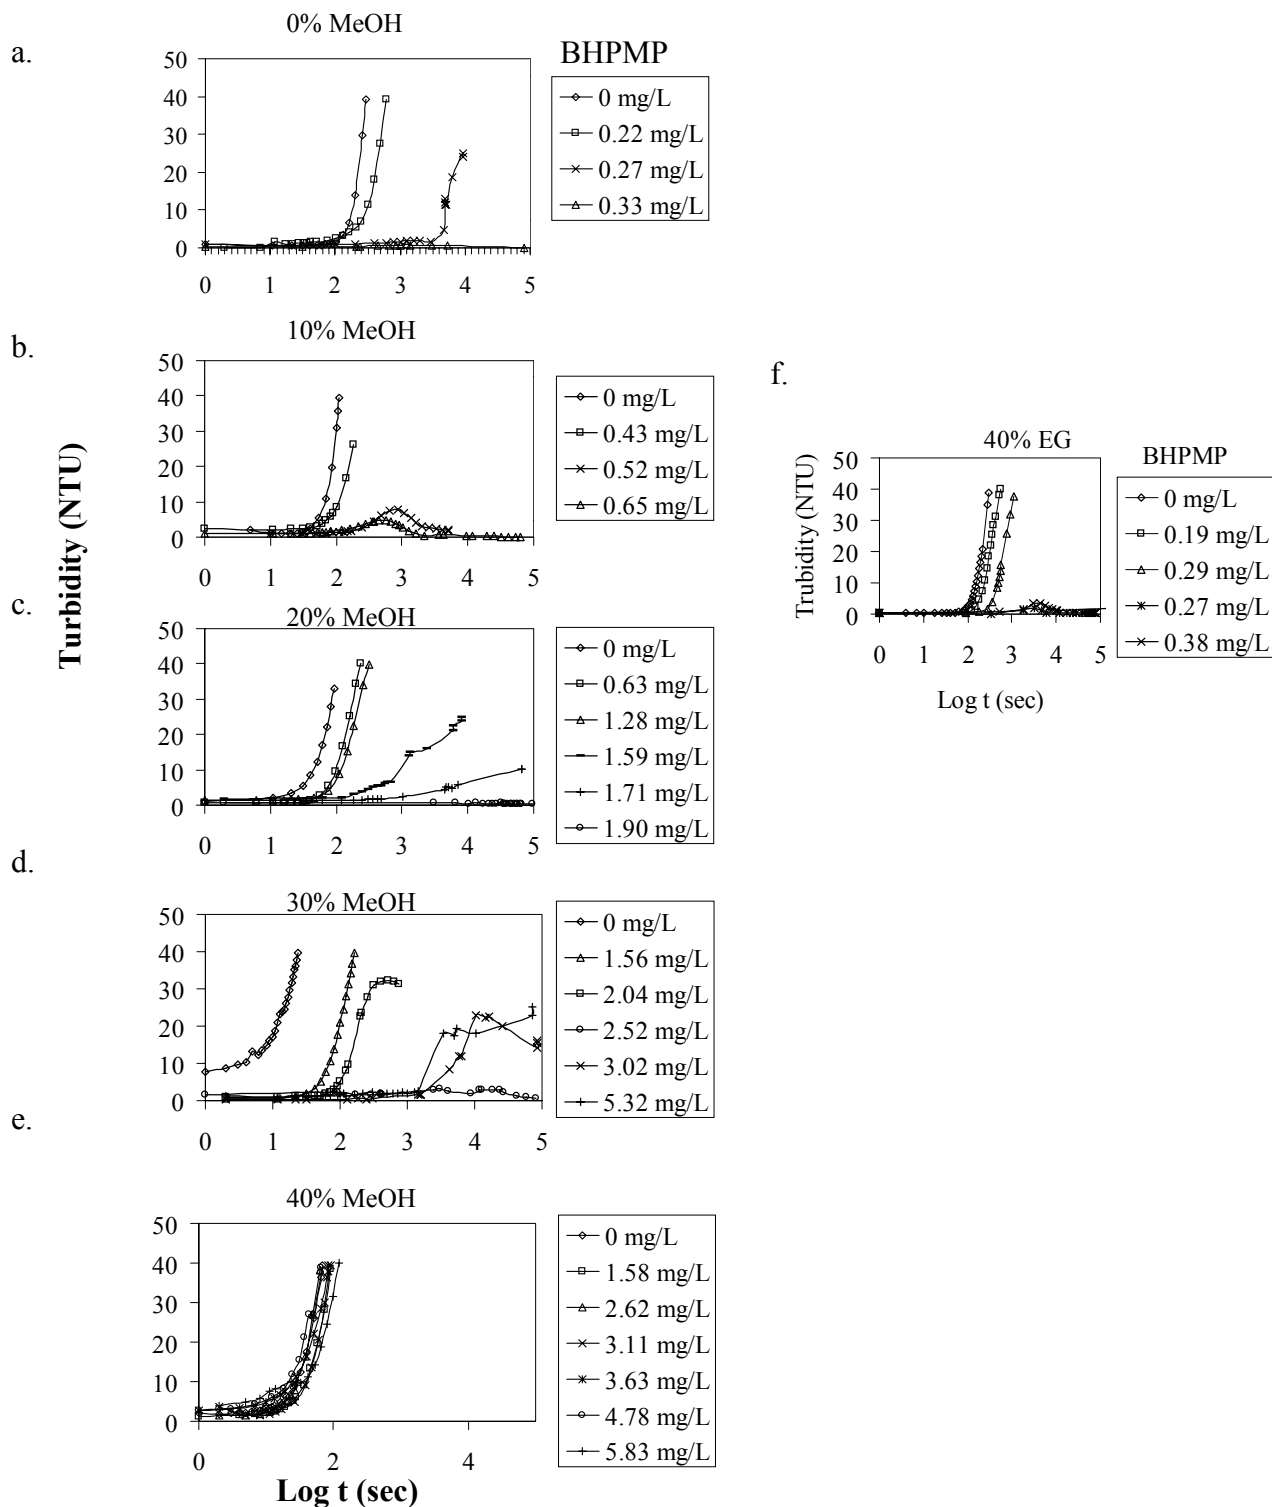 a.
0% MeOH
50
40
30
20
10
0
0 1 2 3 4 5
BHPMP
0 mg/L
0.22 mg/L
0.27 mg/L
0.33 mg/L
b.
10% MeOH
50
40
30
20
10
0
0 1 2 3 4 5
0 mg/L
0.43 mg/L
0.52 mg/L
0.65 mg/L
Turbidity (NTU)
c.
20% MeOH
50
40
30
20
10
0
0 1 2 3 4 5
0 mg/L
0.63 mg/L
1.28 mg/L
1.59 mg/L
1.71 mg/L
1.90 mg/L
d.
30% MeOH
50
40
30
20
10
0
0 1 2 3 4 5
0 mg/L
1.56 mg/L
2.04 mg/L
2.52 mg/L
3.02 mg/L
5.32 mg/L
e.
40% MeOH
50
40
30
20
10
0
0 2 4
Log t (sec)
0 mg/L
1.58 mg/L
2.62 mg/L
3.11 mg/L
3.63 mg/L
4.78 mg/L
5.83 mg/L
f.
40% EG
Trubidity (NTU)
50
40
30
20
10
0
0 1 2 3 4 5
Log t (sec)
BHPMP
0 mg/L
0.19 mg/L
0.29 mg/L
0.27 mg/L
0.38 mg/L